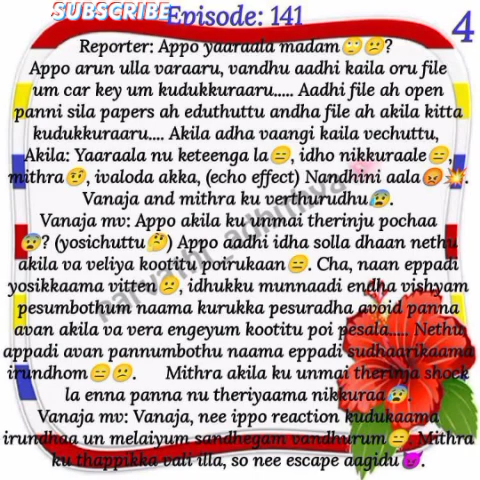 SUBSCRIBE Episode: 141
4
Reporter: Appo yaaraala madam🙄😕?
Appo arun ulla varaaru, vandhu aadhi kaila oru file
um car key um kudukkuraaru..... Aadhi file ah open
panni sila papers ah eduthuttu andha file ah akila kitta
kudukkuraaru.... Akila adha vaangi kaila vechuttu,
Akila: Yaaraala nu keteenga la😑, idho nikkuraale😑,
mithra🤨, ivaloda akka, (echo effect) Nandhini aala😡💥.
Vanaja and mithra ku verthurudhu😰.
Vanaja mv: Appo akila ku unmai therinju pochaa
😰? (yosichuttu🤔) Appo aadhi idha solla dhaan nethu
akila va veliya kootitu poirukaan😑. Cha, naan eppadi
yosikkaama vitten😕, idhukku munnaadi endha vishyam
pesumbothum naama kurukka pesuradha avoid panna
avan akila va vera engeyum kootitu poi pesala..... Nethu
appadi avan pannumbothu naama eppadi sudhaarikaama
irundhom😑😕. Mithra akila ku unmai therinja shock
la enna panna nu theriyaama nikkuraa😰.
Vanaja mv: Vanaja, nee ippo reaction kudukaama
irundhaa un melaiyum sandhegam vandhurum😑. Mithra
ku thappikka vali illa, so nee escape aagidu😈.